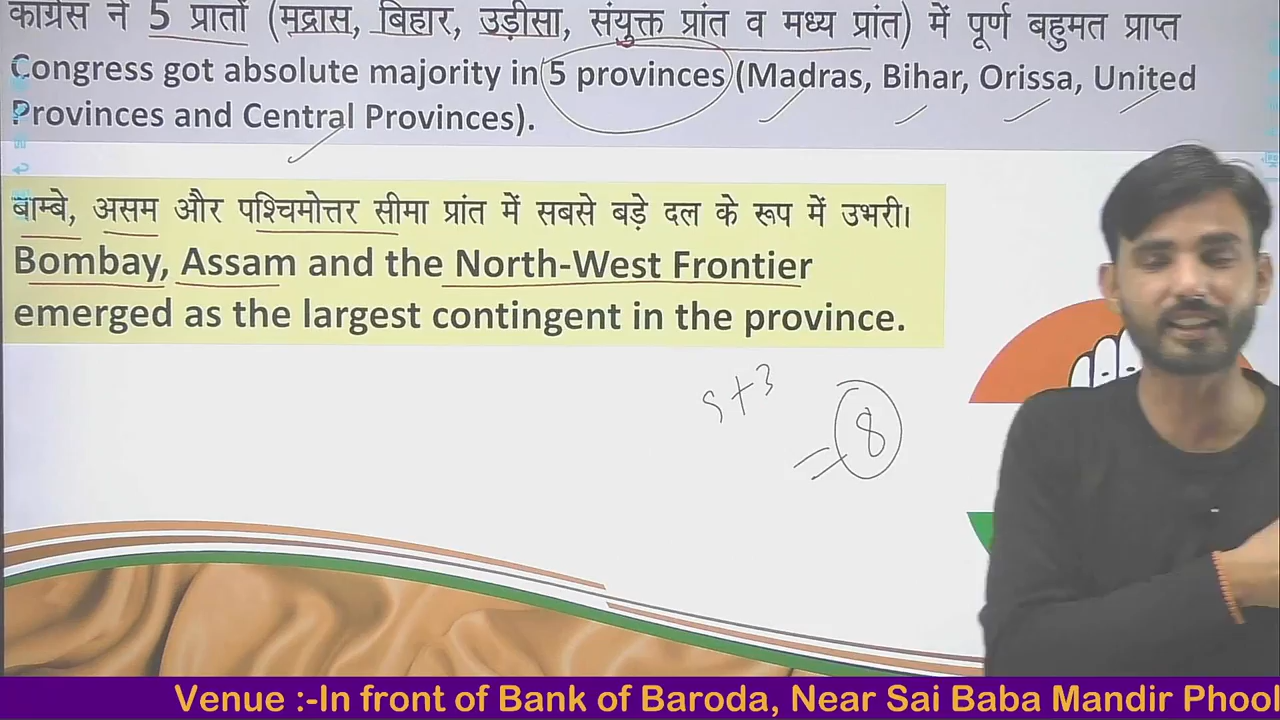 कांग्रेस ने 5 प्रांतों (मद्रास, बिहार, उड़ीसा, संयुक्त प्रांत व मध्य प्रांत) में पूर्ण बहुमत प्राप्त
Congress got absolute majority in 5 provinces (Madras, Bihar, Orissa, United
Provinces and Central Provinces).
बाम्बे, असम और पश्चिमोत्तर सीमा प्रांत में सबसे बड़े दल के रूप में उभरी।
Bombay, Assam and the North-West Frontier
emerged as the largest contingent in the province.
5+3
= 8
Venue :-In front of Bank of Baroda, Near Sai Baba Mandir Phool